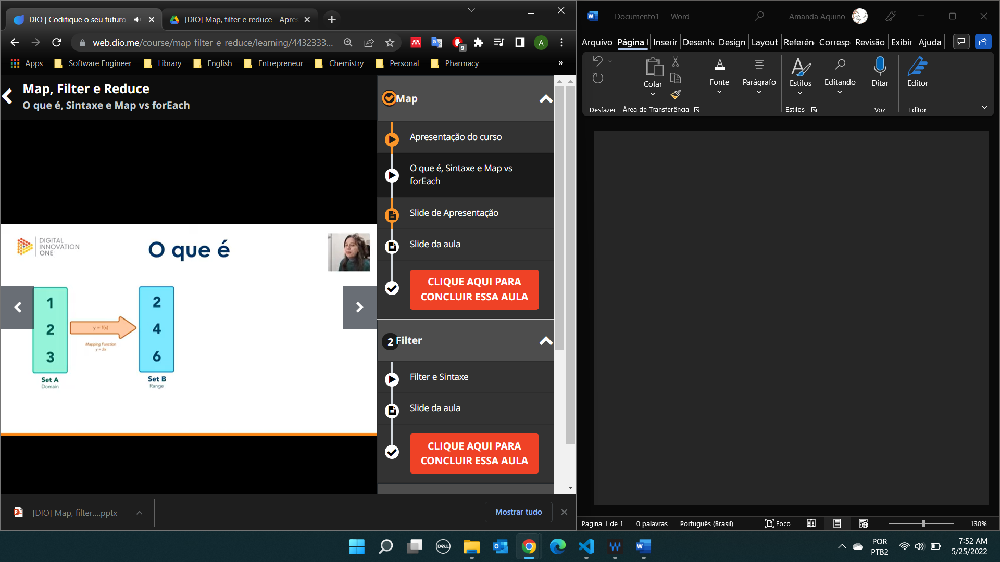 DIO | Codifique o seu futuro
[DIO] Map, filter e reduce - Apres
web.dio.me/course/map-filter-e-reduce/learning/4432333...
9
A
Apps
Software Engineer
Library
English
Entrepreneur
Chemistry
Personal
Pharmacy
»
Map, Filter e Reduce
O que é, Sintaxe e Map vs forEach
DIGITAL
INNOVATION
ONE
O que é
1
2
3
y = f(x)
Mapping Function
y = 2x
2
4
6
Set A
Domain
Set B
Range
Map
Apresentação do curso
O que é, Sintaxe e Map vs
forEach
Slide de Apresentação
Slide da aula
CLIQUE AQUI PARA
CONCLUIR ESSA AULA
2 Filter
Filter e Sintaxe
Slide da aula
CLIQUE AQUI PARA
CONCLUIR ESSA AULA
[DIO] Map, filter....pptx
Mostrar tudo
Documento1 - Word
Amanda Aquino
Arquivo
Página I
Inserir
Desenha
Design
Layout
Referên
Corresp
Revisão
Exibir
Ajuda
Colar
Fonte
Parágrafo
Estilos
Editando
Ditar
Editor
Desfazer
Área de Transferência
Estilos
Voz
Editor
Página 1 de 1
0 palavras
Português (Brasil)
Foco
130%
DELL
POR
PTB2
7:52 AM
5/25/2022